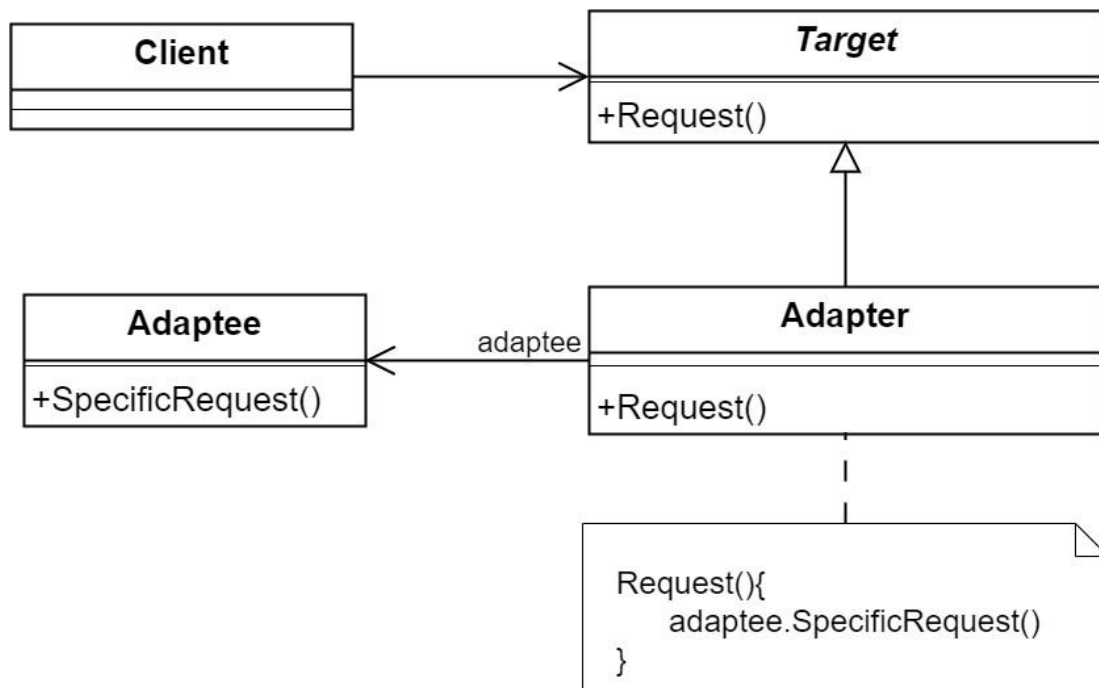 Client
Target
+Request()
Adaptee
+SpecificRequest()
adaptee
Adapter
+Request()
Request(){
adaptee.SpecificRequest()
}